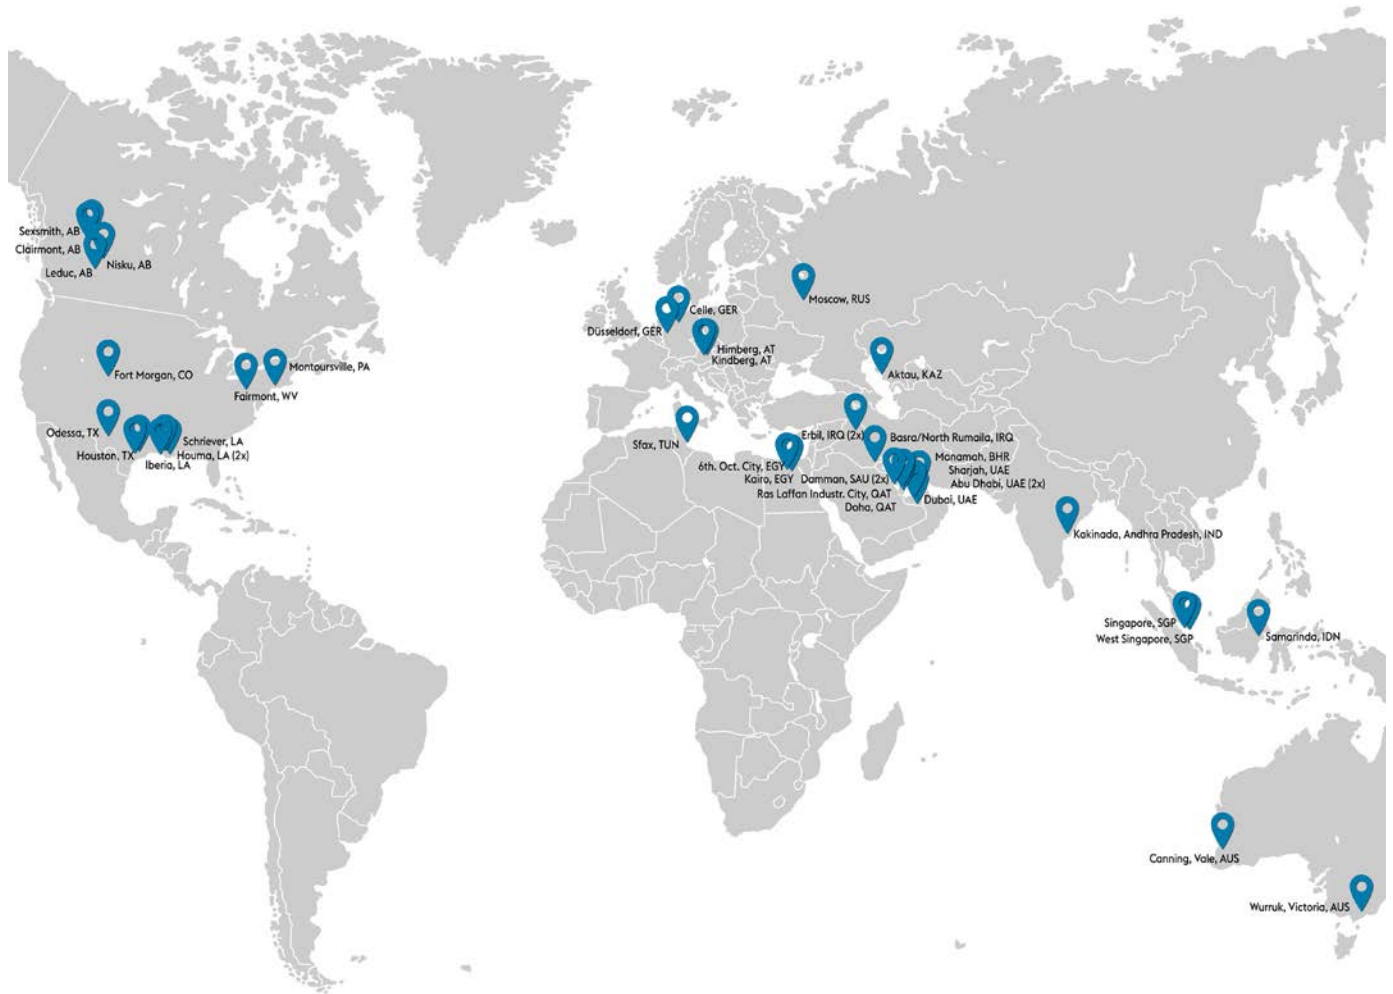 Sexsmith, AB
Clairmont, AB
Nisku, AB
Leduc, AB
Fort Morgan, CO
Montoursville, PA
Fairmont, WV
Odessa, TX
Houston, TX
Schriever, LA
Houma, LA (2x)
Iberia, LA
Moscow, RUS
Celle, GER
Düsseldorf, GER
Himberg, AT
Kindberg, AT
Aktau, KAZ
Sfax, TUN
Erbil, IRQ (2x)
Basra/North Rumaila, IRQ
6th. Oct. City, EGY
Kairo, EGY
Manamah, BHR
Sharjah, UAE
Damman, SAU (2x)
Abu Dhabi, UAE (2x)
Ras Laffan Industr. City, QAT
Dubai, UAE
Doha, QAT
Kakinada, Andhra Pradesh, IND
Singapore, SGP
West Singapore, SGP
Samarinda, IDN
Canning, Vale, AUS
Wurruk, Victoria, AUS